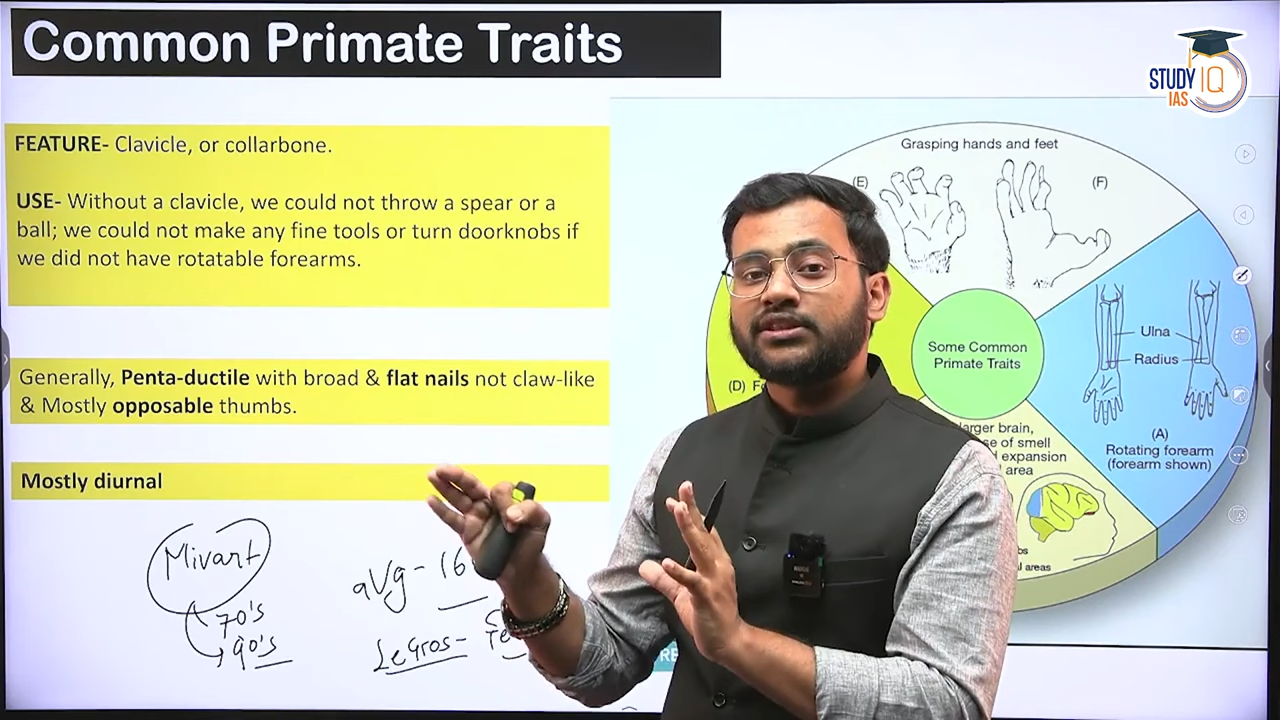 Common Primate Traits
STUDY IQ
IAS
FEATURE- Clavicle, or collarbone.
USE- Without a clavicle, we could not throw a spear or a
ball; we could not make any fine tools or turn doorknobs if
we did not have rotatable forearms.
Generally, Penta-ductile with broad & flat nails not claw-like
& Mostly opposable thumbs.
Mostly diurnal
Mivart
70's
90's
avg - 16
LeGros-
Grasping hands and feet
(E)
(F)
Some Common
Primate Traits
Ulna
Radius
(A)
Rotating forearm
(forearm shown)
(D)
larger brain,
of smell
expansion
area
areas